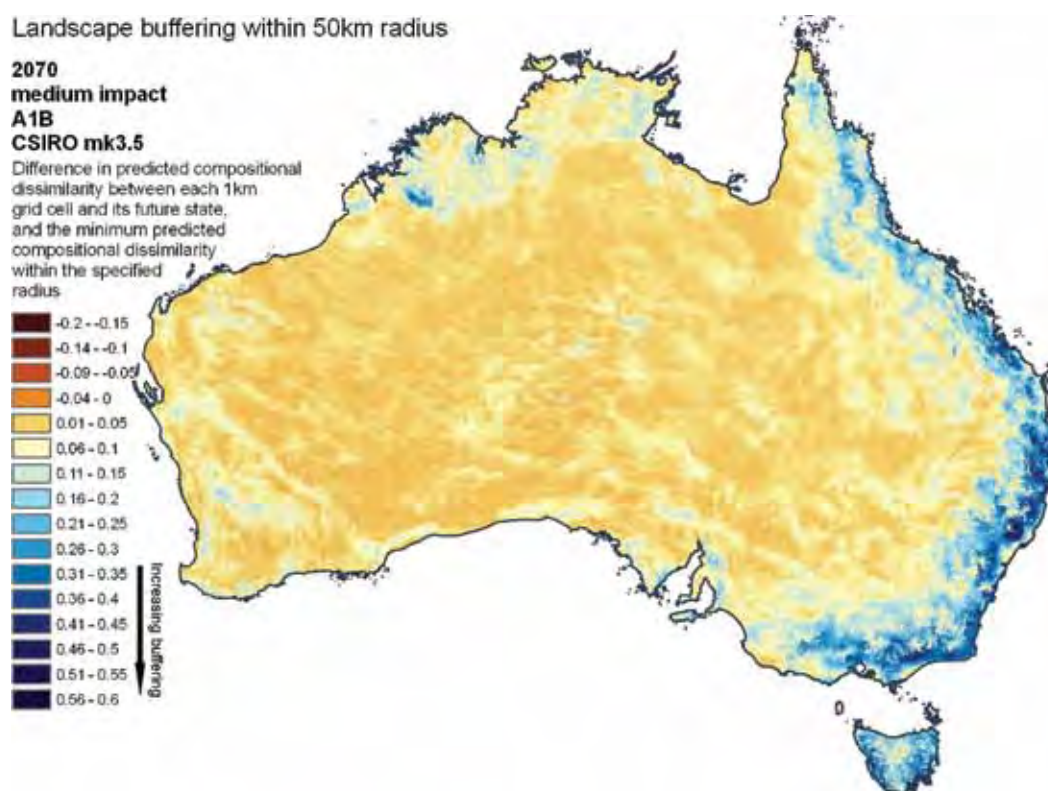 Landscape buffering within 50km radius
2070
medium impact
A1B
CSIRO mk3.5
Difference in predicted compositional
dissimilarity between each 1km
grid cell and its future state,
and the minimum predicted
compositional dissimilarity
within the specified
radius
-0.2 - -0.15
-0.14 - -0.1
-0.09 - -0.05
-0.04 - 0
0.01 - 0.05
0.06 - 0.1
0.11 - 0.15
0.16 - 0.2
0.21 - 0.25
0.26 - 0.3
0.31 - 0.35
0.36 - 0.4
0.41 - 0.45
0.46 - 0.5
0.51 - 0.55
0.56 - 0.6
Increasing buffering